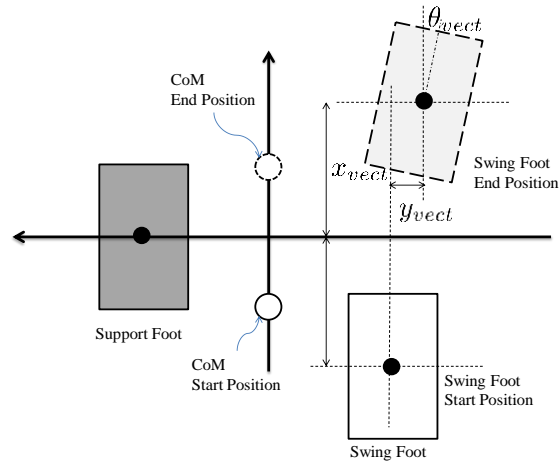 θvect
CoM
End Position
Swing Foot
End Position
xvect
yvect
Support Foot
CoM
Start Position
Swing Foot
Start Position
Swing Foot